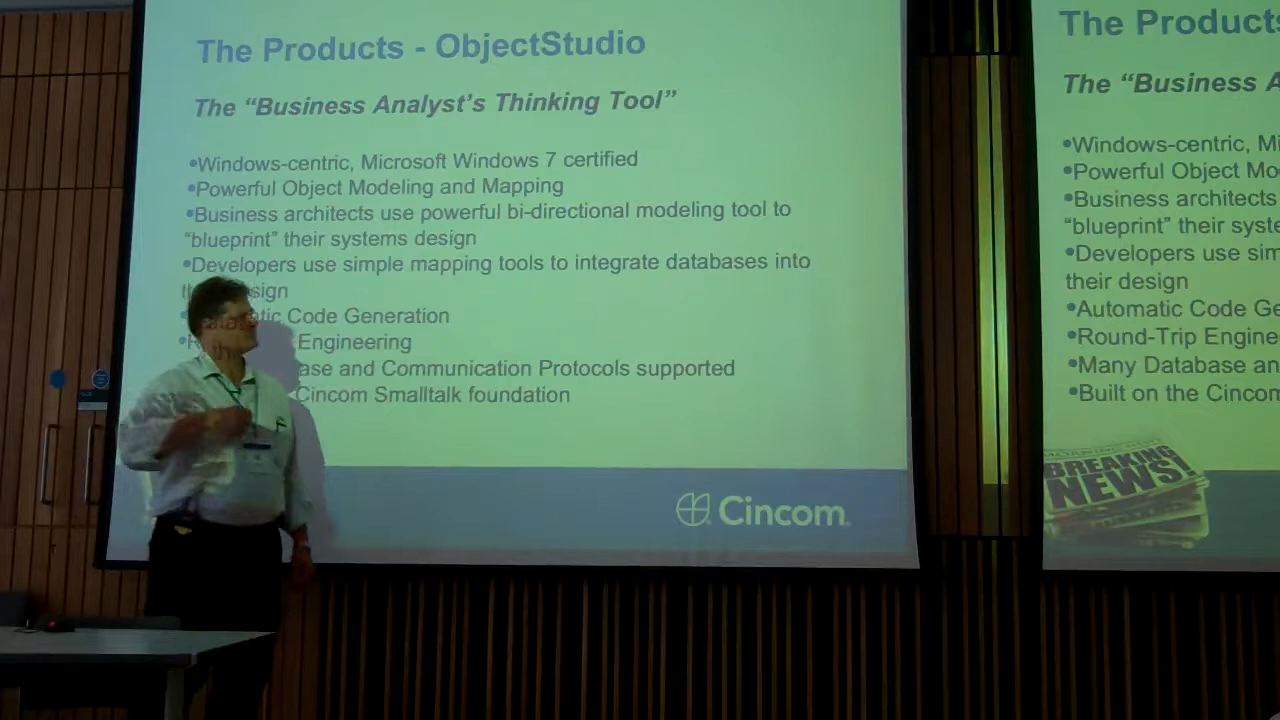 The Products - ObjectStudio
The “Business Analyst’s Thinking Tool”
•Windows-centric, Microsoft Windows 7 certified
•Powerful Object Modeling and Mapping
•Business architects use powerful bi-directional modeling tool to
“blueprint” their systems design
•Developers use simple mapping tools to integrate databases into
design
Code Generation
Engineering
and Communication Protocols supported
Cincom Smalltalk foundation
Cincom
The Products
The “Business A
•Windows-centric, Mi
•Powerful Object Mo
•Business architects
“blueprint” their syste
•Developers use sim
their design
•Automatic Code Ge
•Round-Trip Engine
•Many Database an
•Built on the Cincom
BREAKING
NEWS!